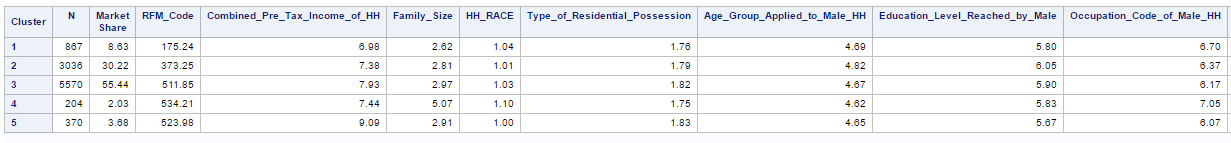 Cluster N Market Share RFM_Code Combined_Pre_Tax_Income_of_HH Family_Size HH_RACE Type_of_Residential_Possession Age_Group_Applied_to_Male_HH Education_Level_Reached_by_Male Occupation_Code_of_Male_HH
1 867 8.63 175.24 6.98 2.62 1.04 1.76 4.69 5.80 6.70
2 3036 30.22 373.25 7.38 2.81 1.01 1.79 4.82 6.05 6.37
3 5570 55.44 511.85 7.93 2.97 1.03 1.82 4.67 5.90 6.17
4 204 2.03 534.21 7.44 5.07 1.10 1.75 4.62 5.83 7.05
5 370 3.68 523.98 9.09 2.91 1.00 1.83 4.65 5.67 6.07